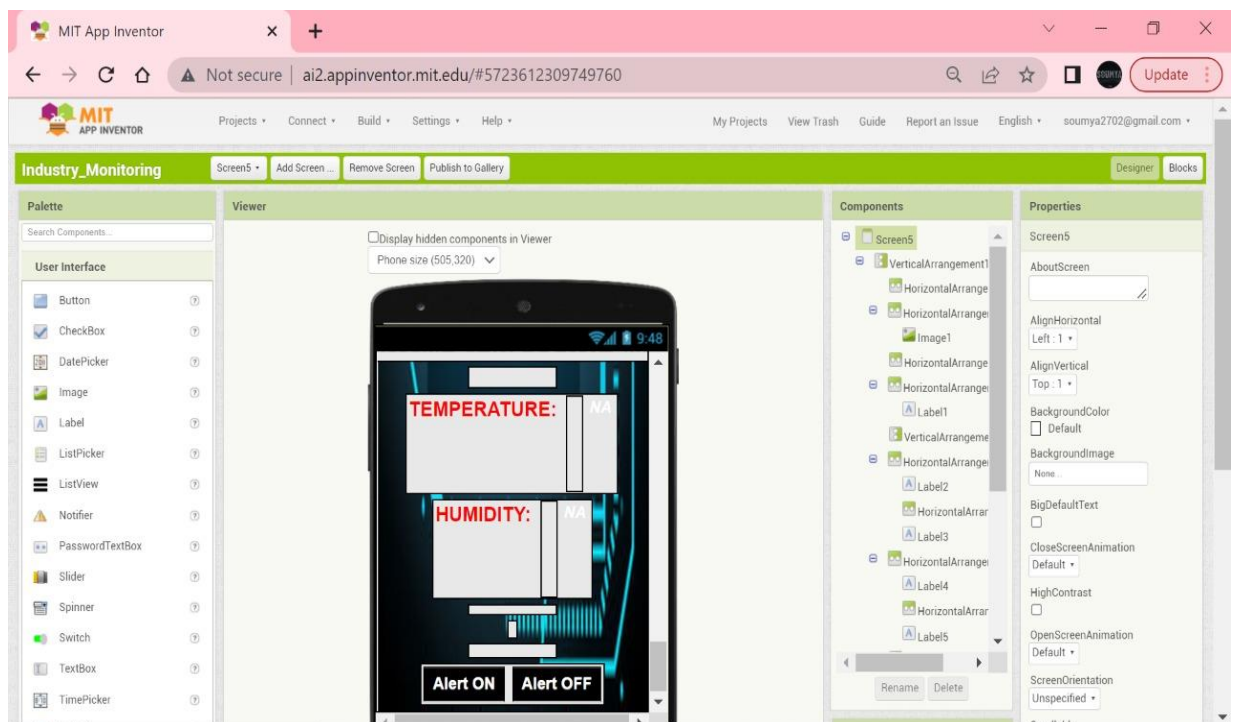 MIT App Inventor
Not secure | ai2.appinventor.mit.edu/#5723612309749760
SOUMYA
Update
MIT
APP INVENTOR
Projects
Connect
Build
Settings
Help
My Projects
View Trash
Guide
Report an Issue
English
soumya2702@gmail.com
Industry_Monitoring
Screen5
Add Screen ...
Remove Screen
Publish to Gallery
Designer
Blocks
Palette
Search Components...
User Interface
Button
CheckBox
DatePicker
Image
Label
ListPicker
ListView
Notifier
PasswordTextBox
Slider
Spinner
Switch
TextBox
TimePicker
Viewer
Display hidden components in Viewer
Phone size (505,320)
9:48
TEMPERATURE: NA
HUMIDITY: NA
Alert ON
Alert OFF
Components
Screen5
VerticalArrangement1
HorizontalArrange
HorizontalArranger
Image1
HorizontalArrange
HorizontalArranger
Label1
VerticalArrangeme
HorizontalArranger
Label2
HorizontalArrar
Label3
HorizontalArranger
Label4
HorizontalArrar
Label5
Rename
Delete
Properties
Screen5
AboutScreen
AlignHorizontal
Left : 1
AlignVertical
Top : 1
BackgroundColor
Default
BackgroundImage
None...
BigDefaultText
CloseScreenAnimation
Default
HighContrast
OpenScreenAnimation
Default
ScreenOrientation
Unspecified